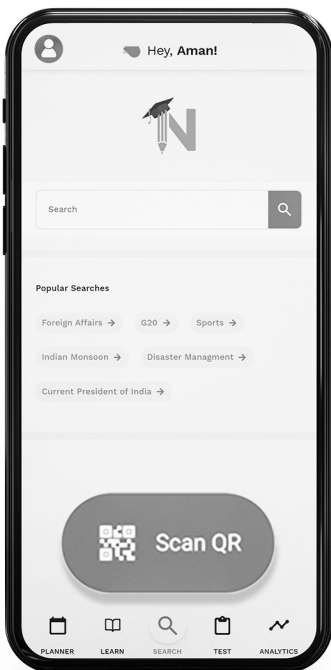 Hey, Aman!
N
Search
Popular Searches
Foreign Affairs →
G20 →
Sports →
Indian Monsoon →
Disaster Managment →
Current President of India →
Scan QR
PLANNER
LEARN
SEARCH
TEST
ANALYTICS